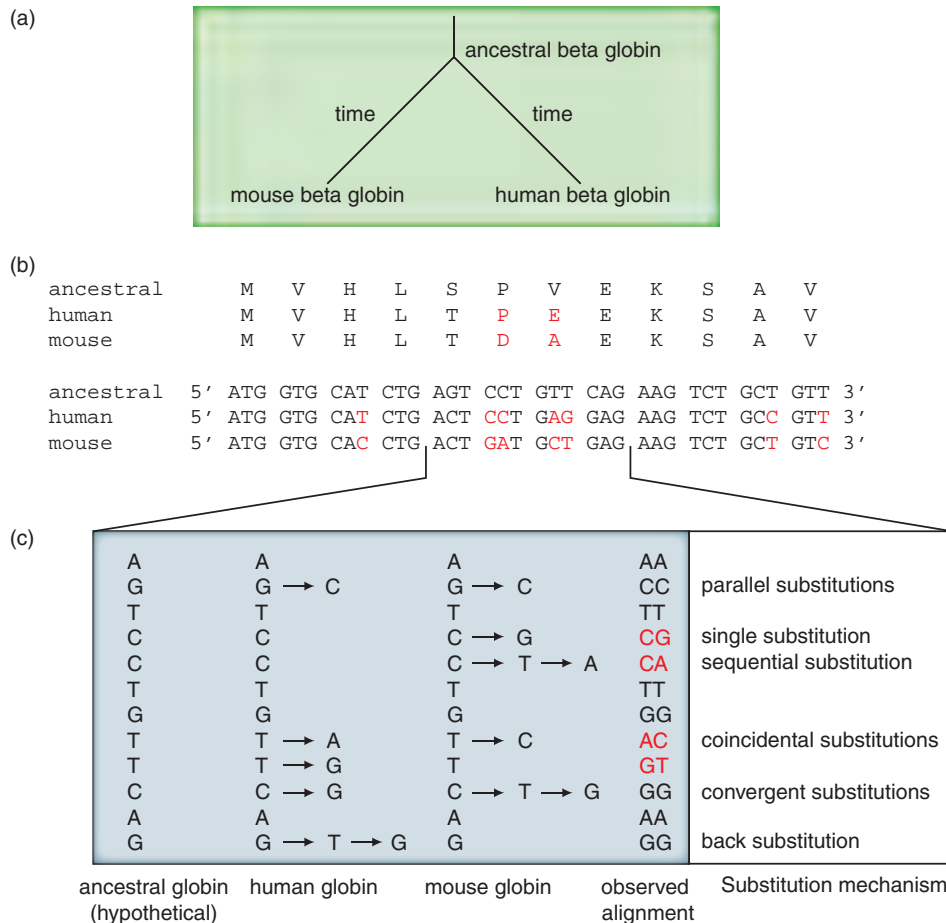 (a)
ancestral beta globin
time time
mouse beta globin human beta globin
(b)
ancestral M V H L S P V E K S A V
human M V H L T P E E K S A V
mouse M V H L T D A E K S A V
ancestral 5′ ATG GTG CAT CTG AGT CCT GTT CAG AAG TCT GCT GTT 3′
human 5′ ATG GTG CAT CTG ACT CCT GAG GAG AAG TCT GCC GTT 3′
mouse 5′ ATG GTG CAC CTG ACT GAT GCT GAG AAG TCT GCT GTC 3′
(c)
A A A AA
G G → C G → C CC parallel substitutions
T T T TT
C C C → G CG single substitution
C C C → T → A CA sequential substitution
T T T TT
G G G GG
T T → A T → C AC coincidental substitutions
T T → G T GT
C C → G C → T → G GG convergent substitutions
A A A AA
G G → T → G G GG back substitution
ancestral globin human globin mouse globin observed Substitution mechanism
(hypothetical) alignment